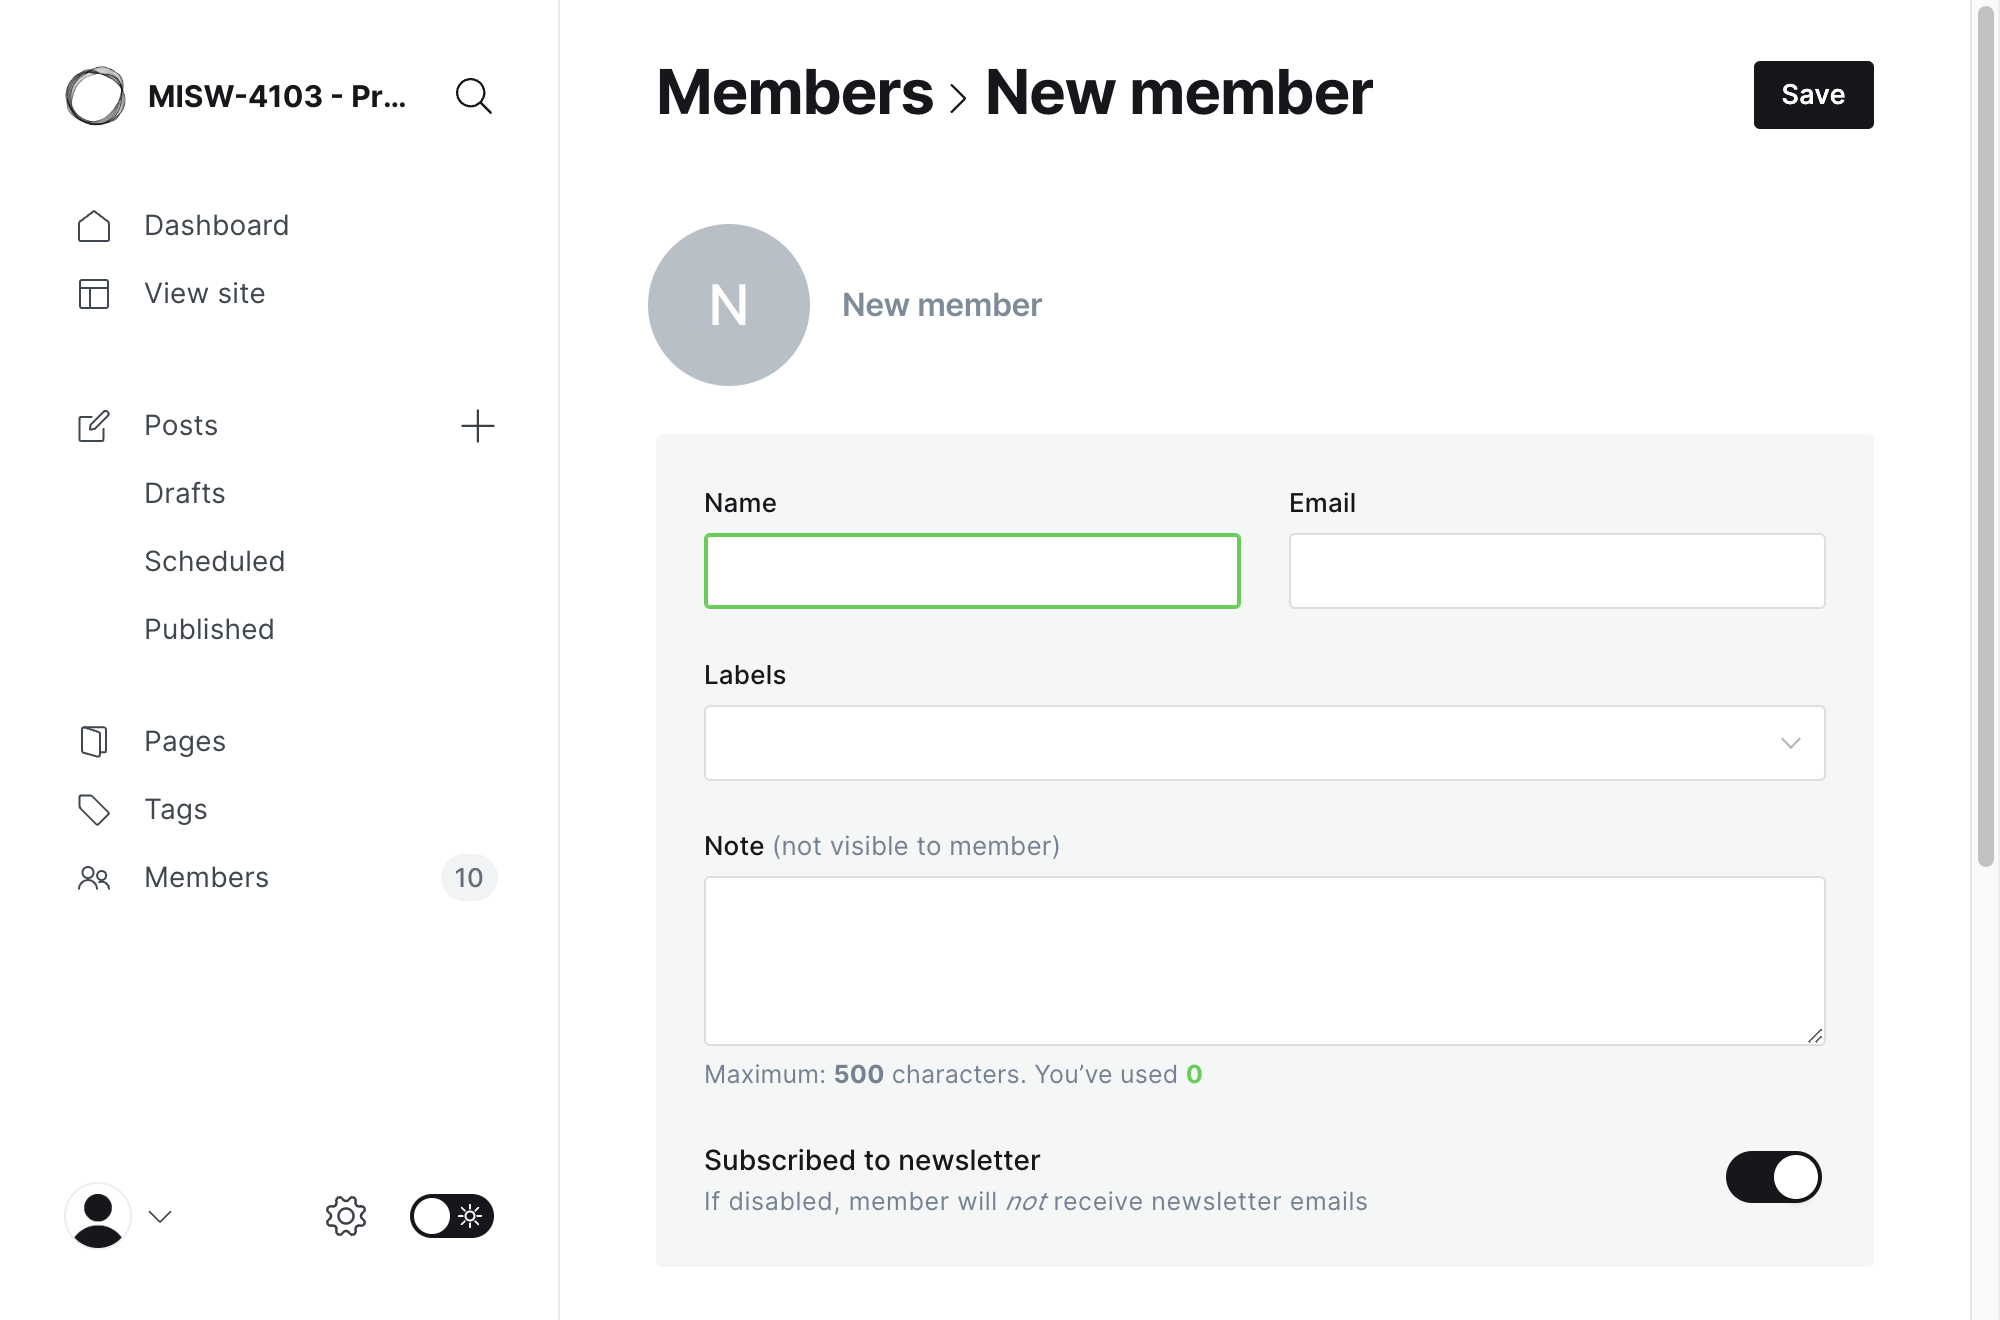 MISW-4103 - Pr...
Dashboard
View site
Posts
Drafts
Scheduled
Published
Pages
Tags
Members 10
Members › New member
Save
N
New member
Name
Email
Labels
Note (not visible to member)
Maximum: 500 characters. You’ve used 0
Subscribed to newsletter
If disabled, member will not receive newsletter emails